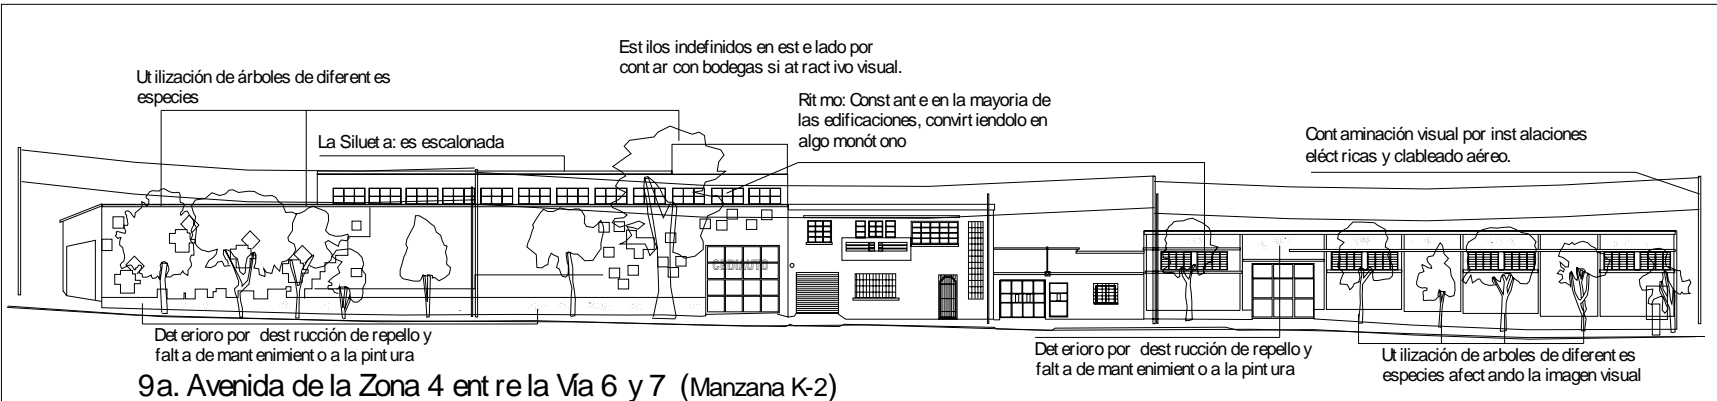 Estilos indefinidos en este lado por
contar con bodegas si atractivo visual.
Utilización de árboles de diferentes
especies
Ritmo: Constante en la mayoria de
las edificaciones, convirtiendolo en
algo monótono
La Silueta: es escalonada
Contaminación visual por instalaciones
eléctricas y clableado aéreo.
CEDIAUTO
Deterioro por destrucción de repello y
falta de mantenimiento a la pintura
Deterioro por destrucción de repello y
falta de mantenimiento a la pintura
Utilización de arboles de diferentes
especies afectando la imagen visual
9a. Avenida de la Zona 4 entre la Vía 6 y 7 (Manzana K-2)